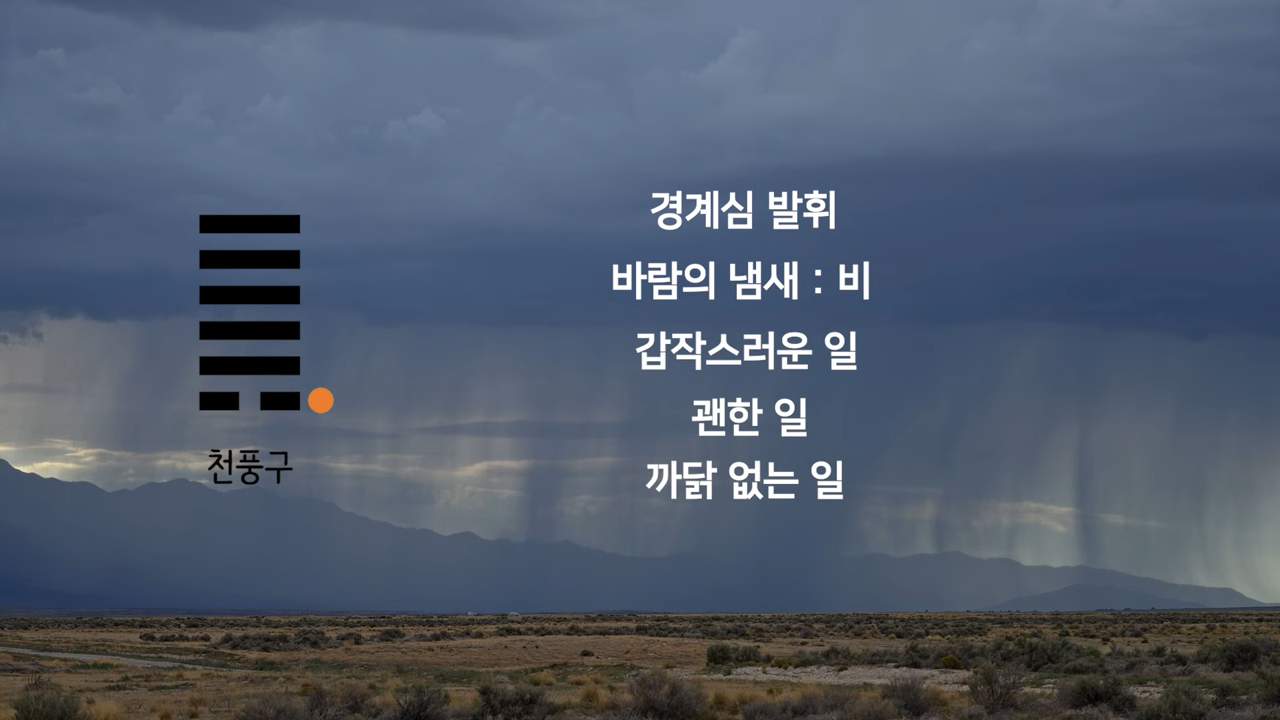 경계심 발휘
바람의 냄새 : 비
갑작스러운 일
괜한 일
까닭 없는 일
천풍구